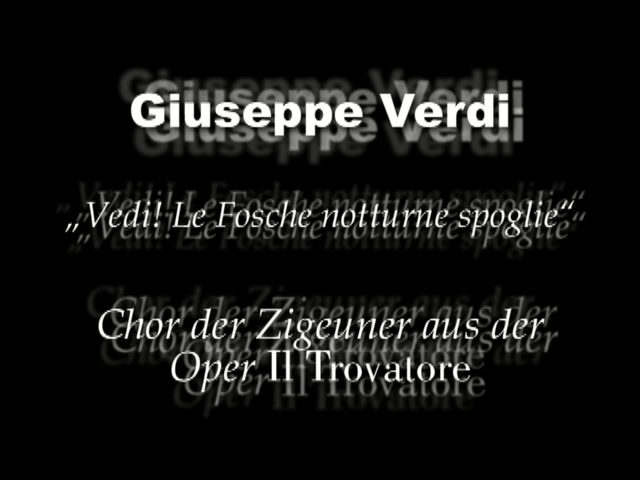 Giuseppe Verdi
„Vedi! Le Fosche notturne spoglie“
Chor der Zigeuner aus der
Oper Il Trovatore